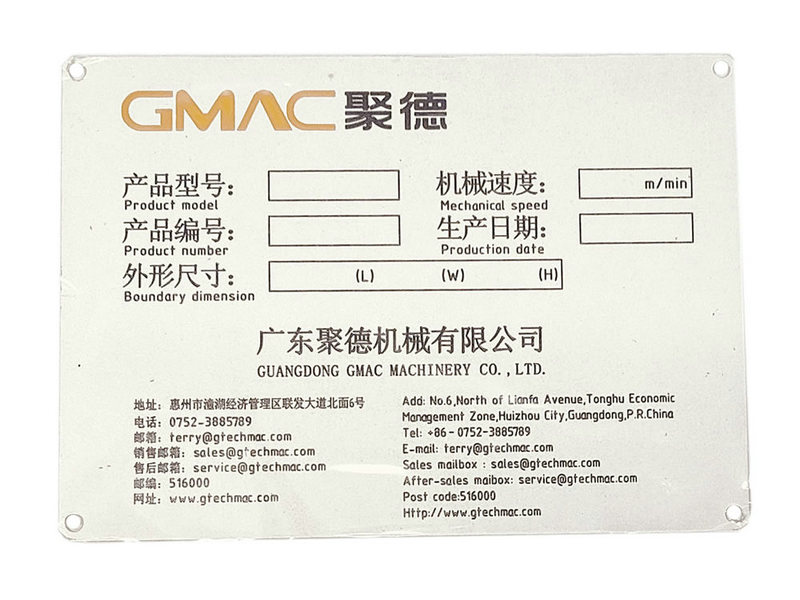 GMAC聚德
产品型号：
Product model
机械速度： m/min
Mechanical speed
产品编号：
Product number
生产日期：
Production date
外形尺寸： (L) (W) (H)
Boundary dimension
广东聚德机械有限公司
GUANGDONG GMAC MACHINERY CO.,LTD.
地址：惠州市潼湖经济管理区联发大道北面6号
电话：0752-3885789
邮箱：terry@gtechmac.com
销售邮箱：sales@gtechmac.com
售后邮箱：service@gtechmac.com
邮编：516000
网址：www.gtechmac.com
Add: No.6,North of Lianfa Avenue,Tonghu Economic
Management Zone,Huizhou City,Guangdong,P.R.China
Tel: +86-0752-3885789
E-mail: terry@gtechmac.com
Sales mailbox : sales@gtechmac.com
After-sales maibox: service@gtechmac.com
Post code:516000
Http://www.gtechmac.com